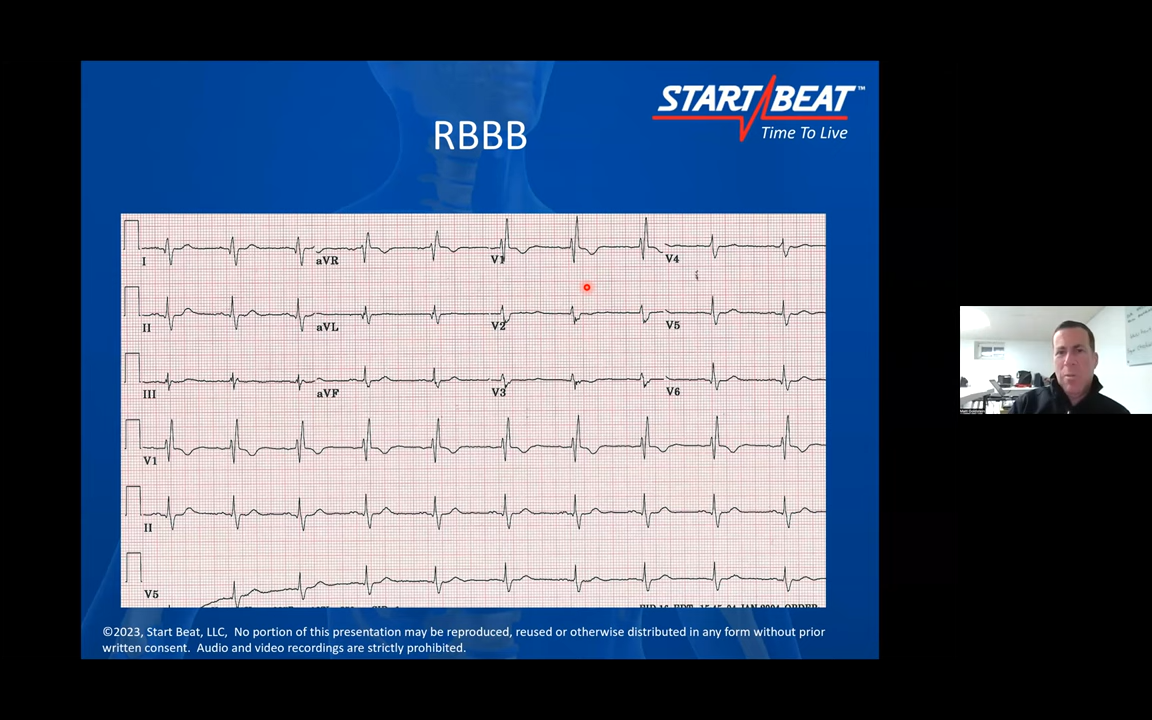 START BEAT™
Time To Live
RBBB
I
aVR
V1
V4
II
aVL
V2
V5
III
aVF
V3
V6
V1
II
V5
©2023, Start Beat, LLC, No portion of this presentation may be reproduced, reused or otherwise distributed in any form without prior
written consent. Audio and video recordings are strictly prohibited.